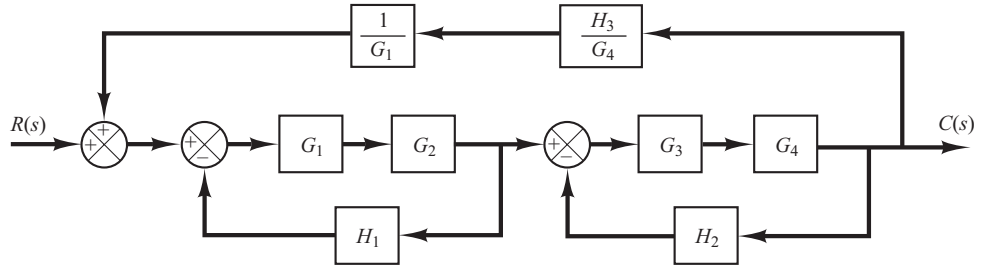 1
G1
H3
G4
R(s)
+
+
+
−
G1
G2
+
−
G3
G4
C(s)
H1
H2